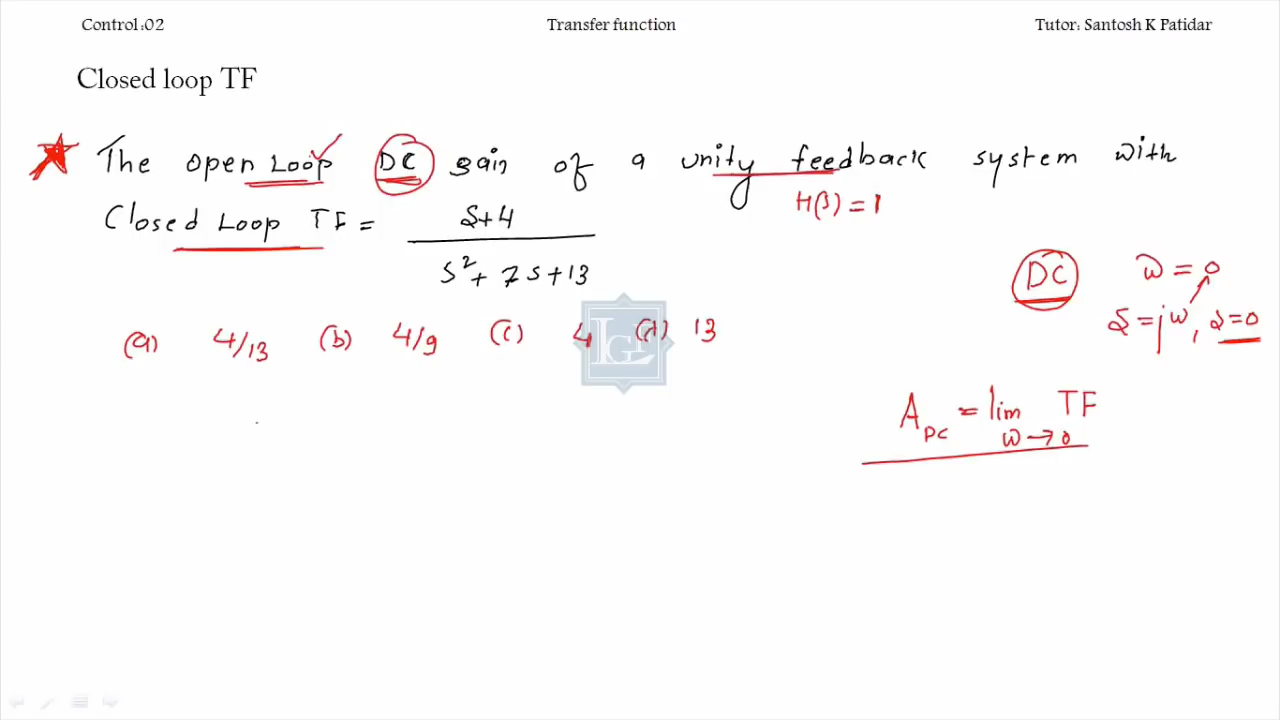 Control:02 Transfer function Tutor: Santosh K Patidar
Closed loop TF
The open Loop DC gain of a unity feedback system with
H(s) = 1
Closed Loop TF = s+4 / s²+7s+13
DC ω = 0
s = jω, s=0
(a) 4/13 (b) 4/9 (c) 4 (d) 13
A_DC = lim_{ω→0} TF